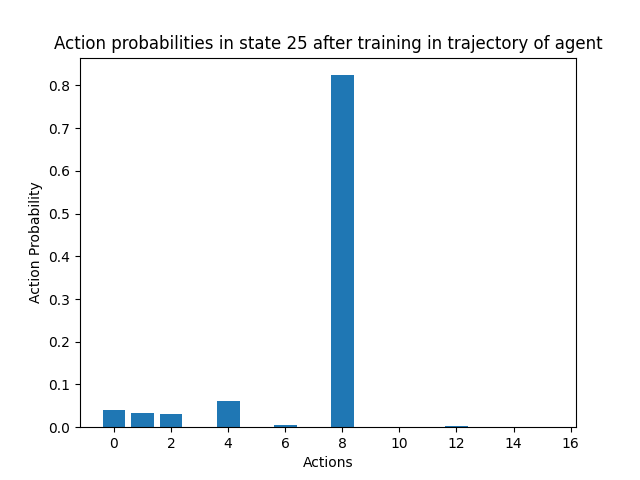 Action probabilities in state 25 after training in trajectory of agent
Action Probability
0.8
0.7
0.6
0.5
0.4
0.3
0.2
0.1
0.0
0 2 4 6 8 10 12 14 16
Actions